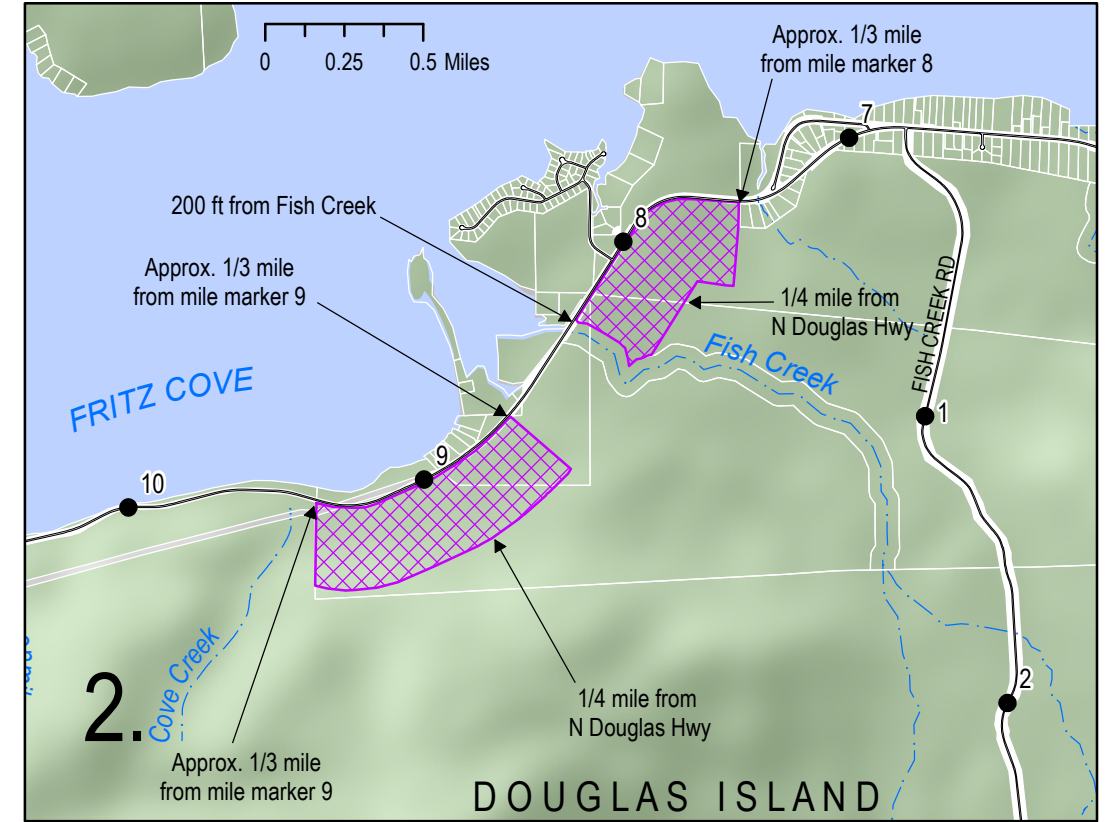 0
0.25
0.5 Miles
Approx. 1/3 mile
from mile marker 8
7
200 ft from Fish Creek
8
Approx. 1/3 mile
from mile marker 9
1/4 mile from
N Douglas Hwy
Fish Creek
FISH CREEK RD
FRITZ COVE
1
9
10
2
Cove Creek
2.
1/4 mile from
N Douglas Hwy
Approx. 1/3 mile
from mile marker 9
DOUGLAS ISLAND